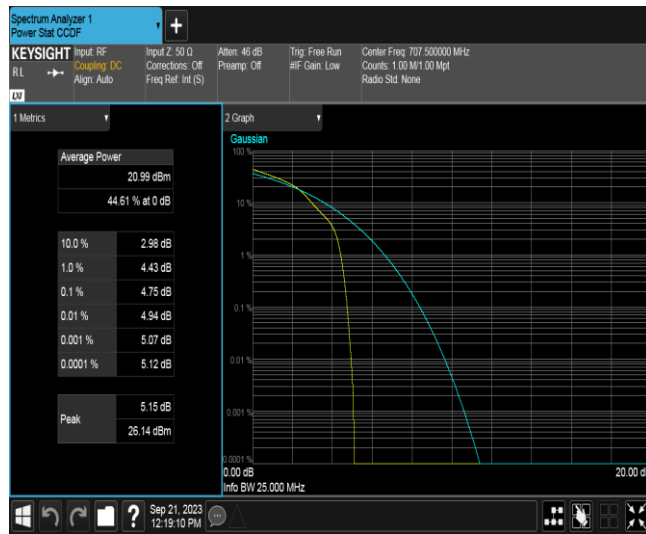 Spectrum Analyzer 1
Power Stat CCDF
+
KEYSIGHT
RL
LXI
Input: RF
Coupling: DC
Align: Auto
Input Z: 50 Ω
Corrections: Off
Freq Ref: Int (S)
Atten: 46 dB
Preamp: Off
Trig: Free Run
#IF Gain: Low
Center Freq: 707.500000 MHz
Counts: 1.00 M/1.00 Mpt
Radio Std: None
1 Metrics
Average Power
20.99 dBm
44.61 % at 0 dB
10.0 % 2.98 dB
1.0 % 4.43 dB
0.1 % 4.75 dB
0.01 % 4.94 dB
0.001 % 5.07 dB
0.0001 % 5.12 dB
Peak
5.15 dB
26.14 dBm
2 Graph
Gaussian
100 %
10 %
1 %
0.1 %
0.01 %
0.001 %
0.0001 %
0.00 dB
20.00 d
Info BW 25.000 MHz
?
Sep 21, 2023
12:19:10 PM